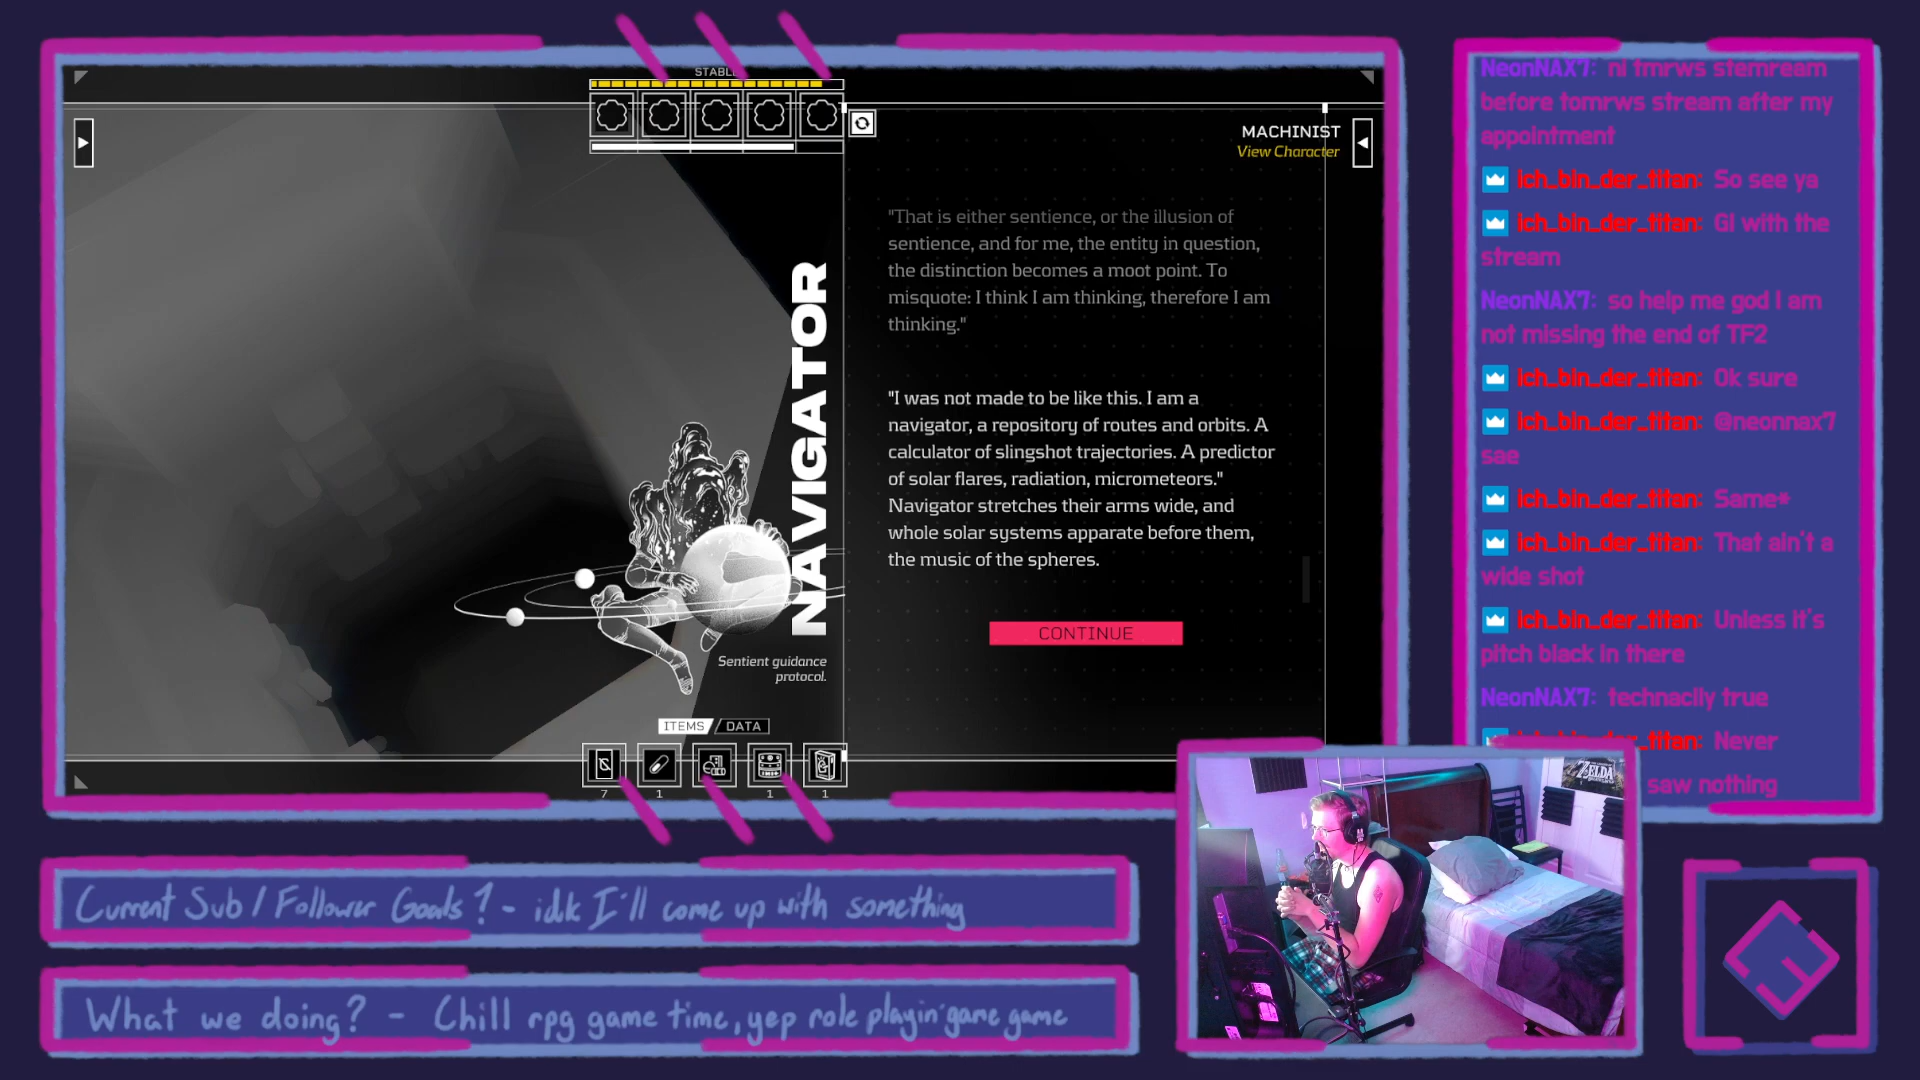 STABLE
MACHINIST
View Character
"That is either sentience, or the illusion of
sentience, and for me, the entity in question,
the distinction becomes a moot point. To
misquote: I think I am thinking, therefore I am
thinking."
"I was not made to be like this. I am a
navigator, a repository of routes and orbits. A
calculator of slingshot trajectories. A predictor
of solar flares, radiation, micrometeors."
Navigator stretches their arms wide, and
whole solar systems apparate before them,
the music of the spheres.
CONTINUE
NAVIGATOR
Sentient guidance
protocol.
ITEMS
DATA
7
1
1
1
NeonNAX7: tmrws sternream
before tomrws stream after my
appointment
ich_bin_der_titan: So see ya
ich_bin_der_titan: Gl with the
stream
NeonNAX7: so help me god I am
not missing the end of TF2
ich_bin_der_titan: Ok sure
ich_bin_der_titan: @neonnax7
sae
ich_bin_der_titan: Same*
ich_bin_der_titan: That ain't a
wide shot
ich_bin_der_titan: Unless it's
pitch black in there
NeonNAX7: technaclly true
titan: Never
saw nothing
ZELDA
Current Sub / Follower Goals? - idk I'll come up with something
What we doing? - Chill rpg game time, yep role playin' game game